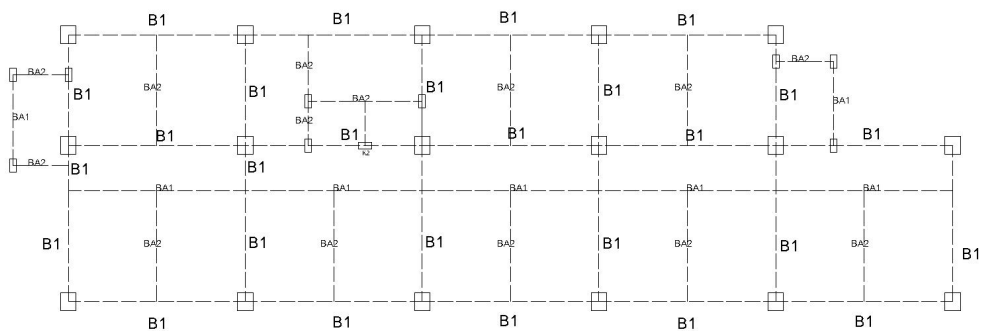 B1 B1 B1 B1
BA2 BA2 BA2
B1 BA2 B1 BA2 B1 BA2 B1 BA2 B1 BA1
BA1 BA2
B1 B1 B1 B1 B1
K2
BA2 B1 B1
BA1 BA1 BA1 BA1 BA1
B1 BA2 B1 BA2 B1 BA2 B1 BA2 B1 BA2 B1
B1 B1 B1 B1 B1